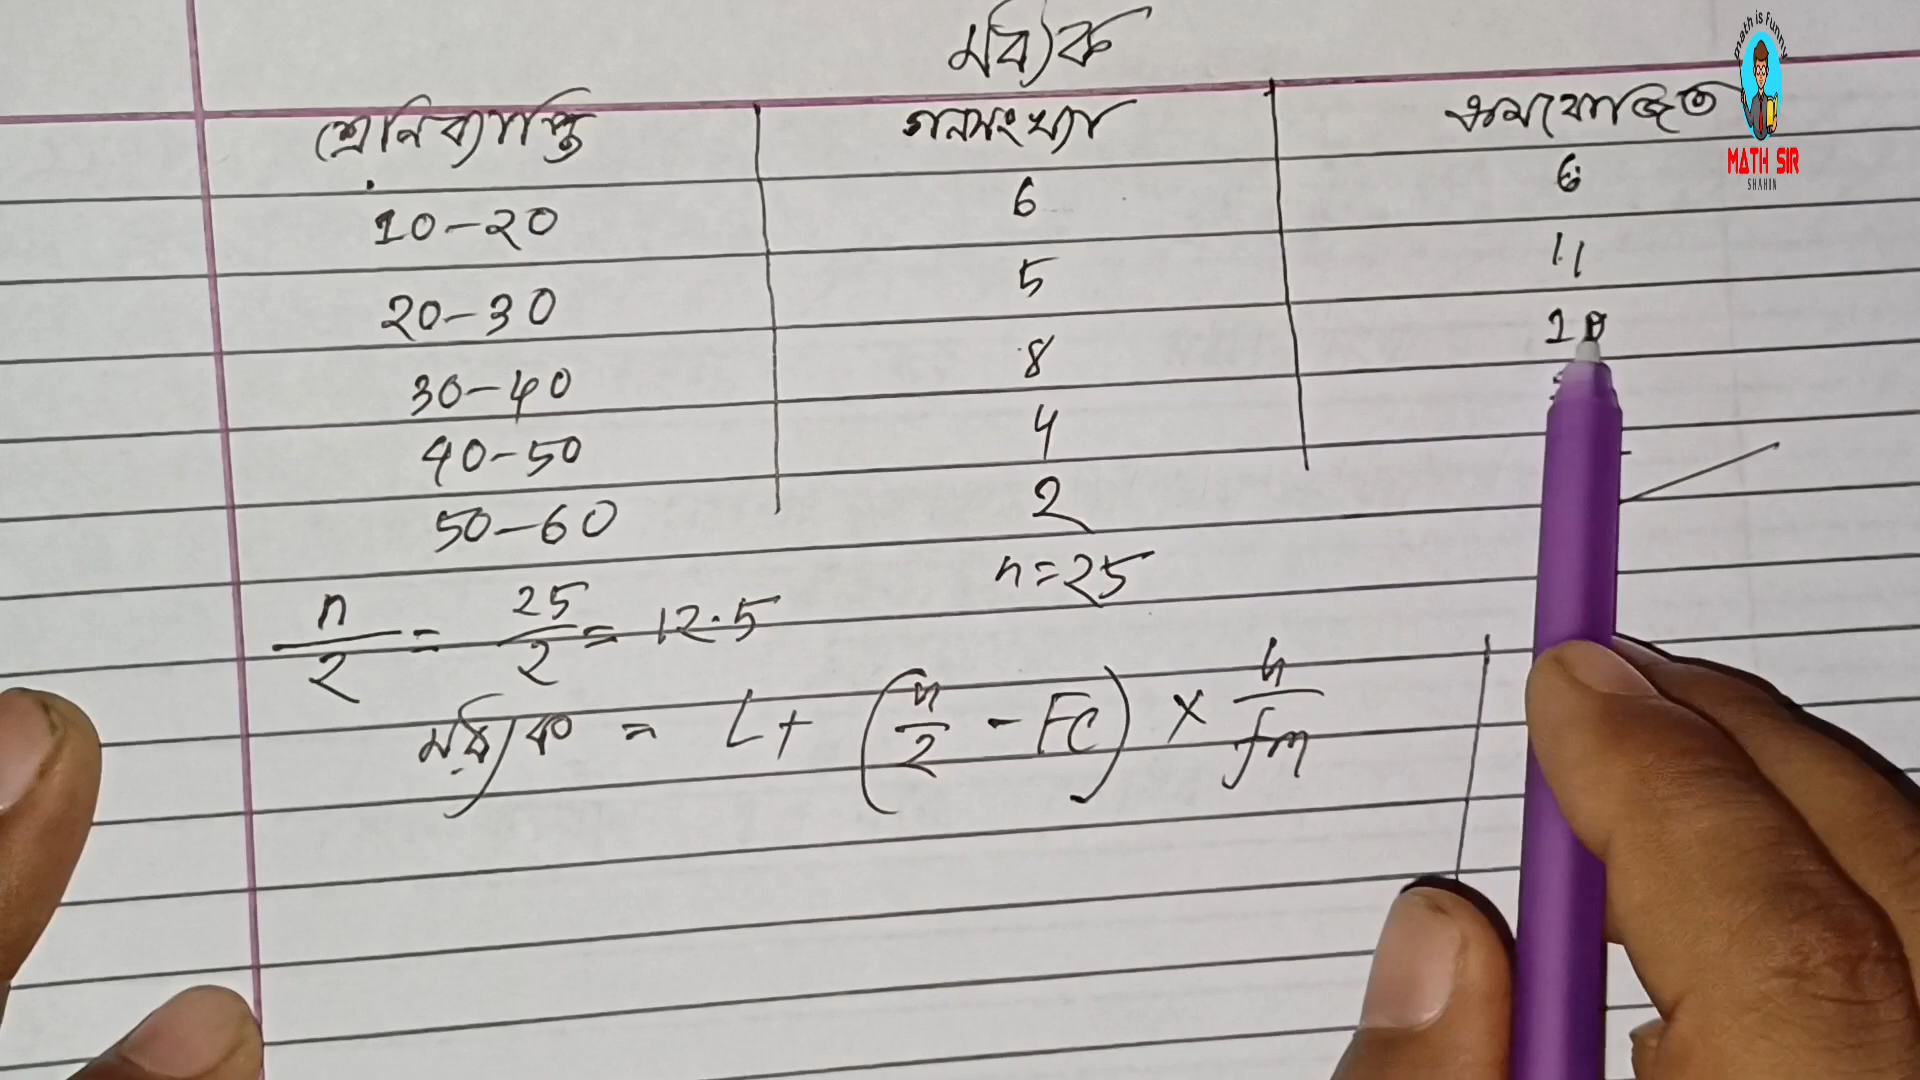 মধ্যক
math is funny
শ্রেনিব্যাপ্তি গনসংখ্যা ক্রমযোজিত
MATH SIR
SHAHIN
10-20 6 6
20-30 5 11
30-40 8
40-50 4
50-60 2
n=25
n/2 = 25/2 = 12.5
মধ্যক = L+ (n/2 - Fc) × h/fm